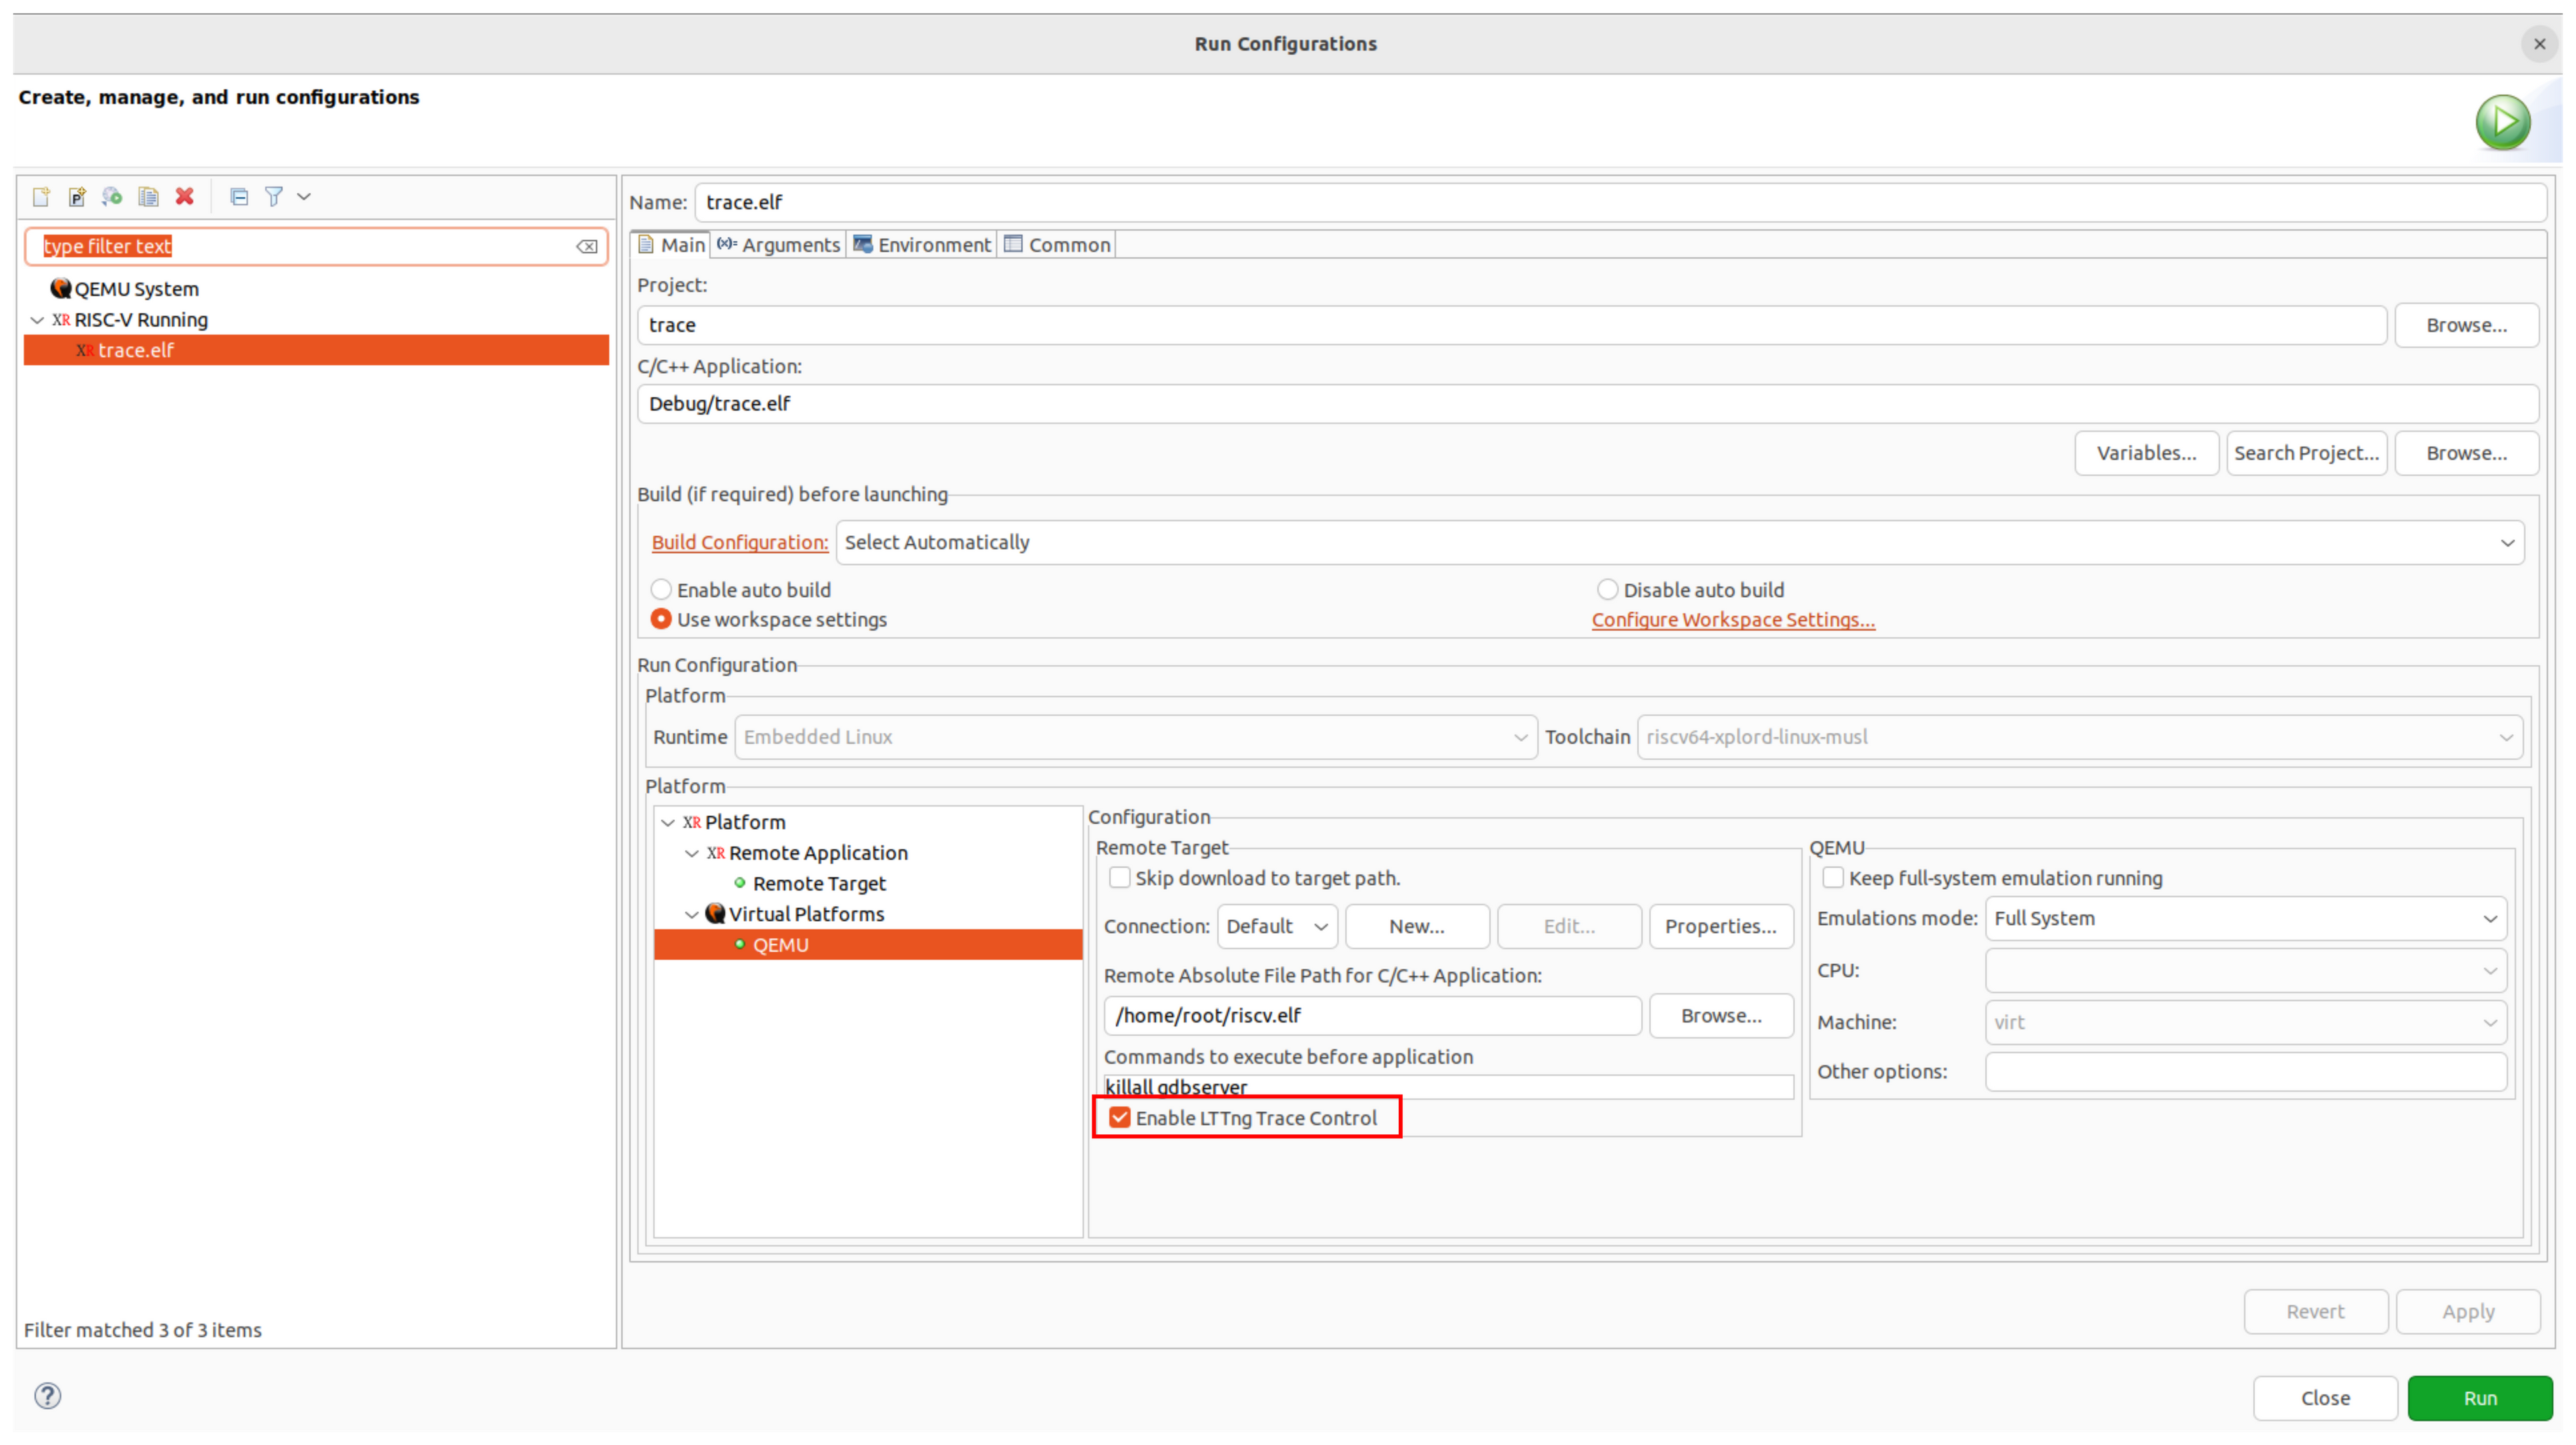 Run Configurations
Create, manage, and run configurations
type filter text
QEMU System
XR RISC-V Running
XR trace.elf
Filter matched 3 of 3 items
Name: trace.elf
Main (x)= Arguments Environment Common
Project:
trace Browse...
C/C++ Application:
Debug/trace.elf
Variables... Search Project... Browse...
Build (if required) before launching
Build Configuration: Select Automatically
Enable auto build Disable auto build
Use workspace settings Configure Workspace Settings...
Run Configuration
Platform
Runtime Embedded Linux Toolchain riscv64-xplord-linux-musl
Platform
XR Platform
XR Remote Application
Remote Target
Virtual Platforms
QEMU
Configuration
Remote Target
Skip download to target path.
Connection: Default New... Edit... Properties...
Remote Absolute File Path for C/C++ Application:
/home/root/riscv.elf Browse...
Commands to execute before application
killall gdbserver
Enable LTTng Trace Control
QEMU
Keep full-system emulation running
Emulations mode: Full System
CPU:
Machine: virt
Other options:
Revert Apply
? Close Run